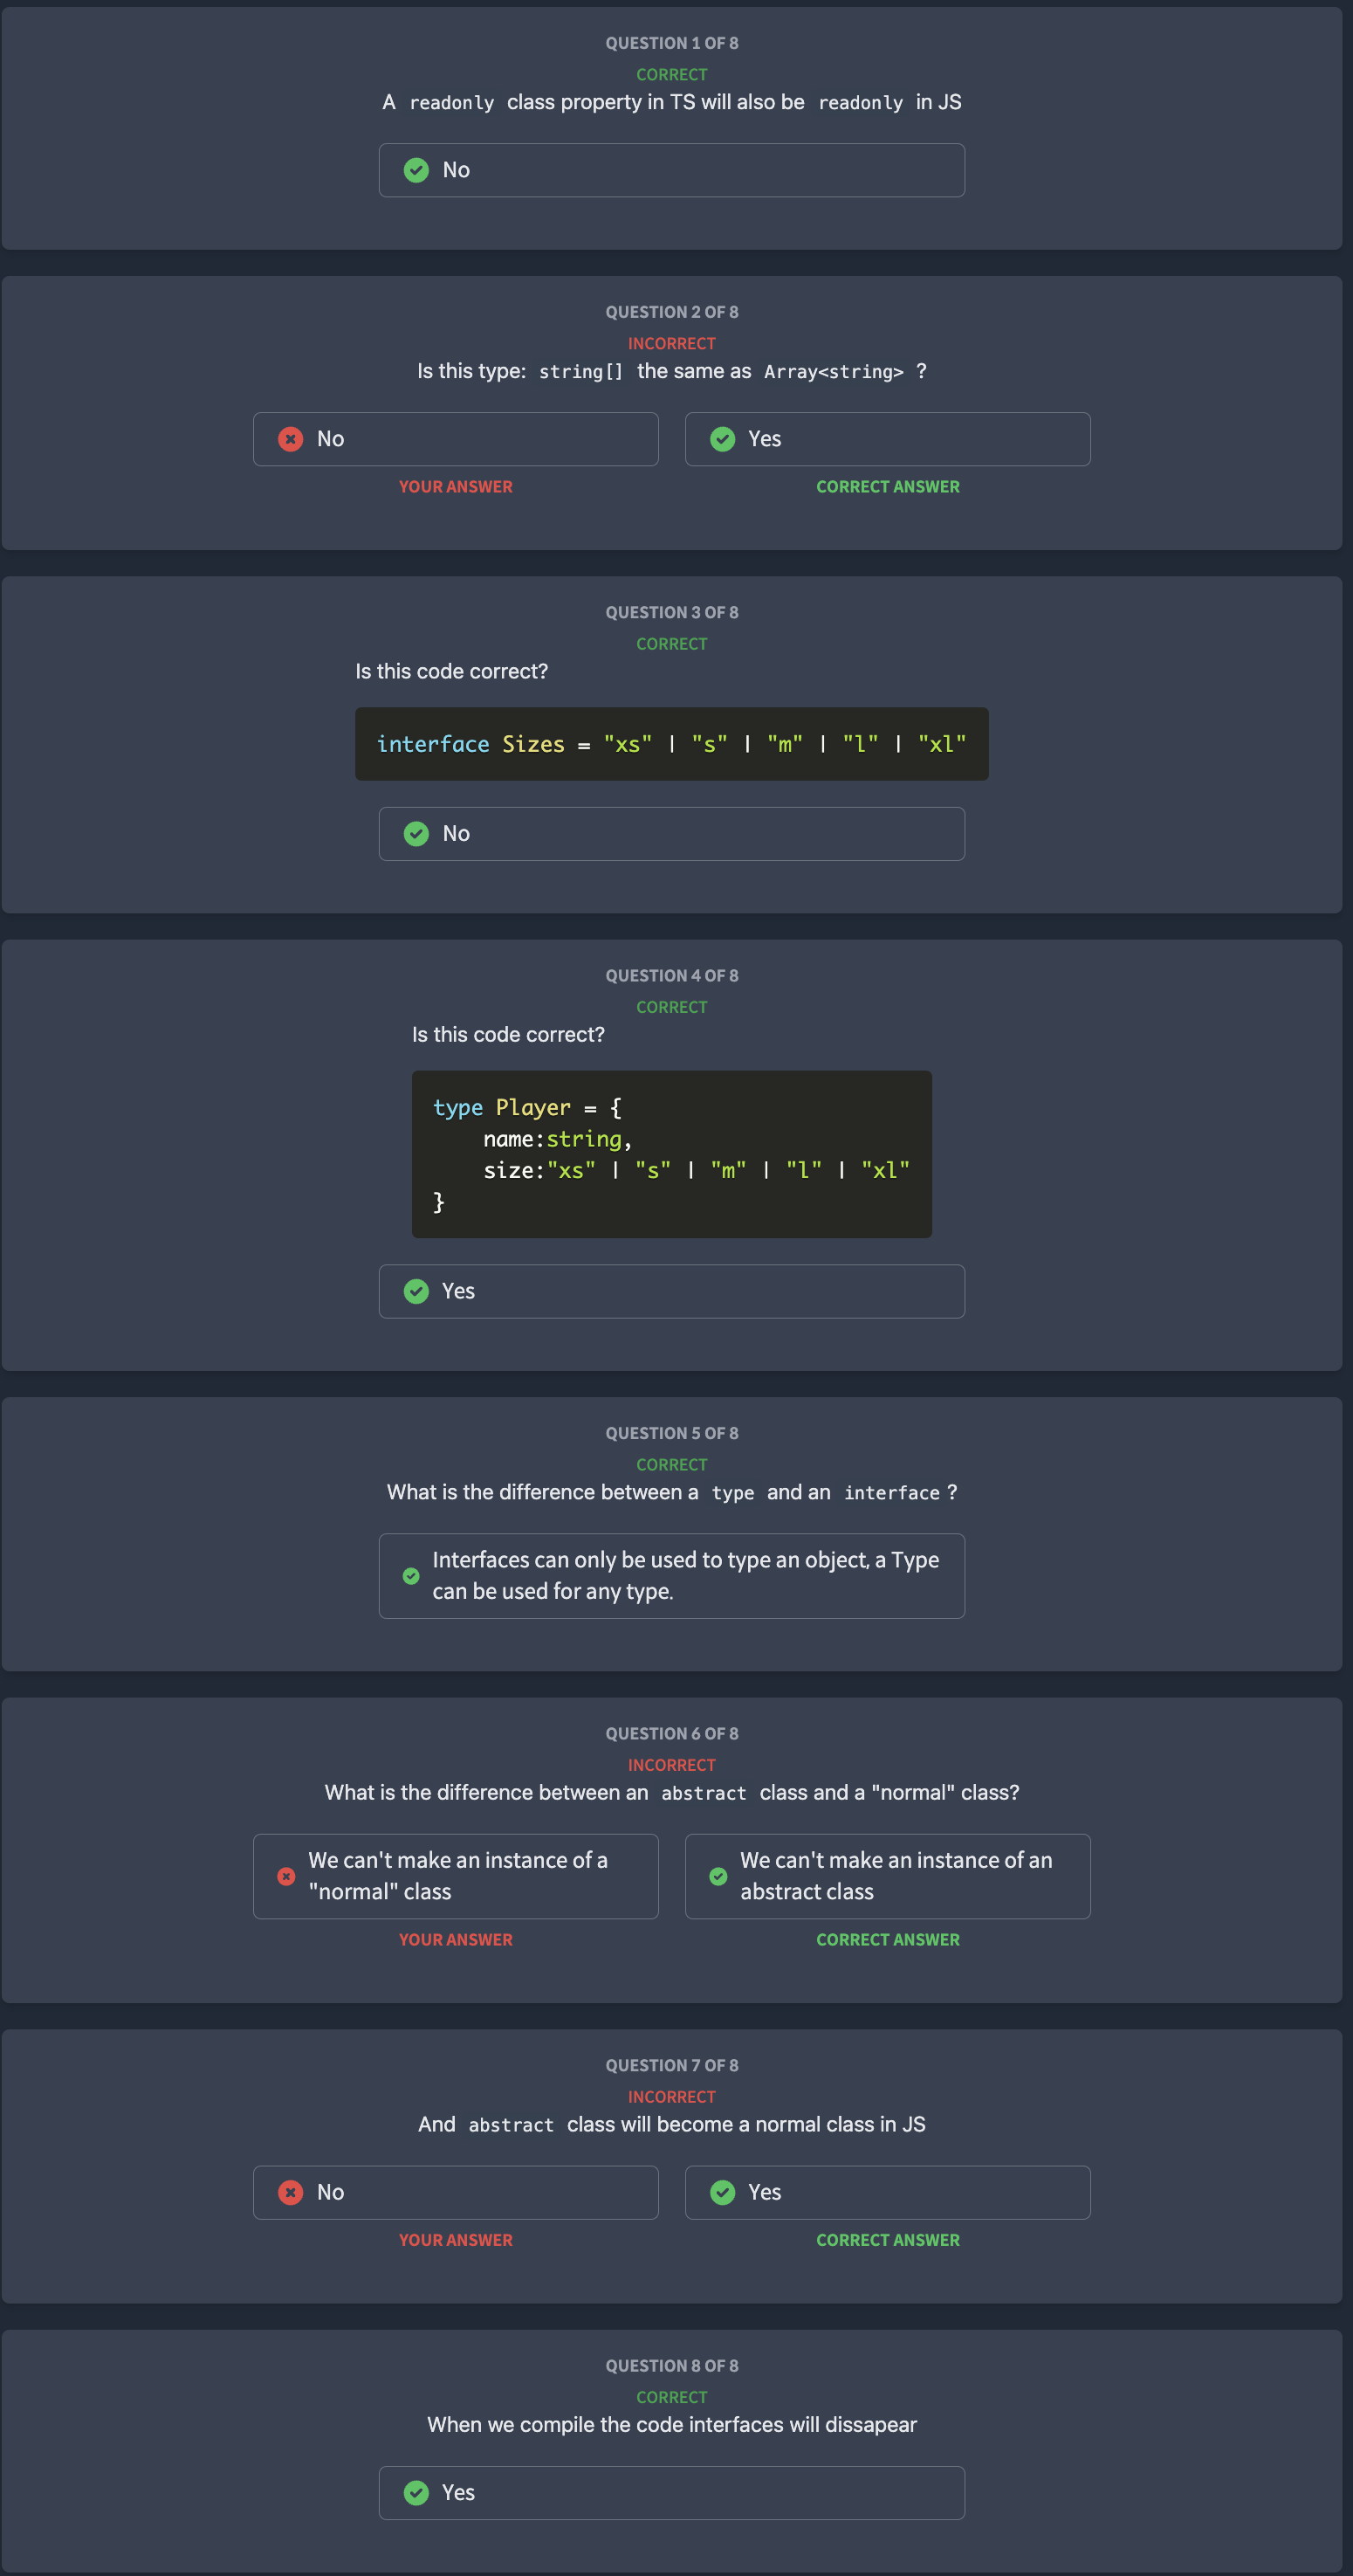 QUESTION 1 OF 8
CORRECT
A readonly class property in TS will also be readonly in JS
No
QUESTION 2 OF 8
INCORRECT
Is this type: string[] the same as Array<string> ?
No
Yes
YOUR ANSWER
CORRECT ANSWER
QUESTION 3 OF 8
CORRECT
Is this code correct?
interface Sizes = "xs" | "s" | "m" | "l" | "xl"
No
QUESTION 4 OF 8
CORRECT
Is this code correct?
type Player = {
    name:string,
    size:"xs" | "s" | "m" | "l" | "xl"
}
Yes
QUESTION 5 OF 8
CORRECT
What is the difference between a type and an interface ?
Interfaces can only be used to type an object, a Type
can be used for any type.
QUESTION 6 OF 8
INCORRECT
What is the difference between an abstract class and a "normal" class?
We can't make an instance of a
"normal" class
YOUR ANSWER
We can't make an instance of an
abstract class
CORRECT ANSWER
QUESTION 7 OF 8
INCORRECT
And abstract class will become a normal class in JS
No
Yes
YOUR ANSWER
CORRECT ANSWER
QUESTION 8 OF 8
CORRECT
When we compile the code interfaces will dissapear
Yes